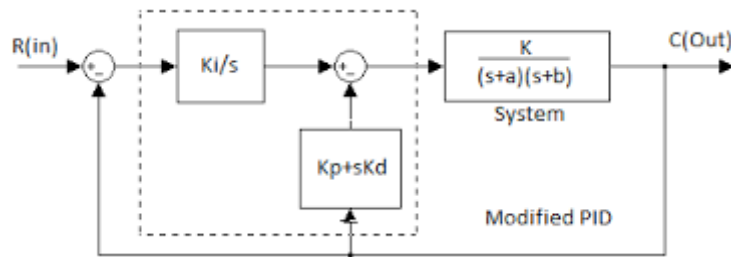 R(in)
+
-
Ki/s
+
-
K
(s+a)(s+b)
System
C(Out)
Kp+sKd
Modified PID